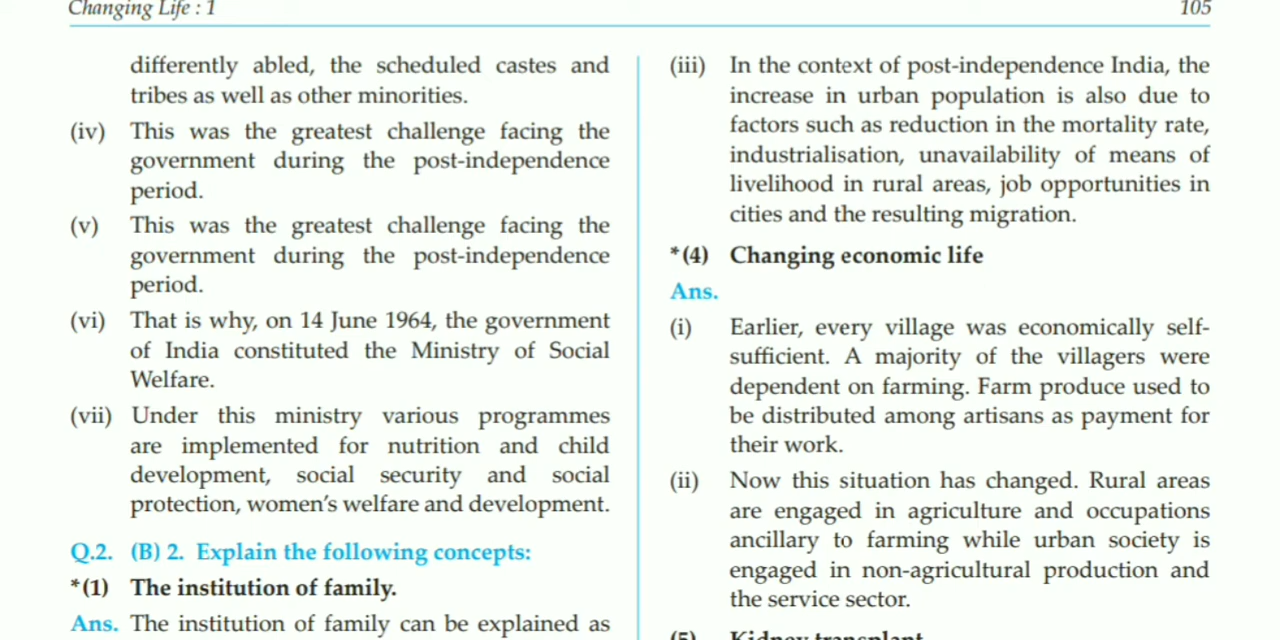 Changing Life : 1
105
differently abled, the scheduled castes and
tribes as well as other minorities.
(iv) This was the greatest challenge facing the
government during the post-independence
period.
(v) This was the greatest challenge facing the
government during the post-independence
period.
(vi) That is why, on 14 June 1964, the government
of India constituted the Ministry of Social
Welfare.
(vii) Under this ministry various programmes
are implemented for nutrition and child
development, social security and social
protection, women's welfare and development.
Q.2. (B) 2. Explain the following concepts:
*(1) The institution of family.
Ans. The institution of family can be explained as
(iii) In the context of post-independence India, the
increase in urban population is also due to
factors such as reduction in the mortality rate,
industrialisation, unavailability of means of
livelihood in rural areas, job opportunities in
cities and the resulting migration.
*(4) Changing economic life
Ans.
(i) Earlier, every village was economically self-
sufficient. A majority of the villagers were
dependent on farming. Farm produce used to
be distributed among artisans as payment for
their work.
(ii) Now this situation has changed. Rural areas
are engaged in agriculture and occupations
ancillary to farming while urban society is
engaged in non-agricultural production and
the service sector.
(5) Kidney transplant